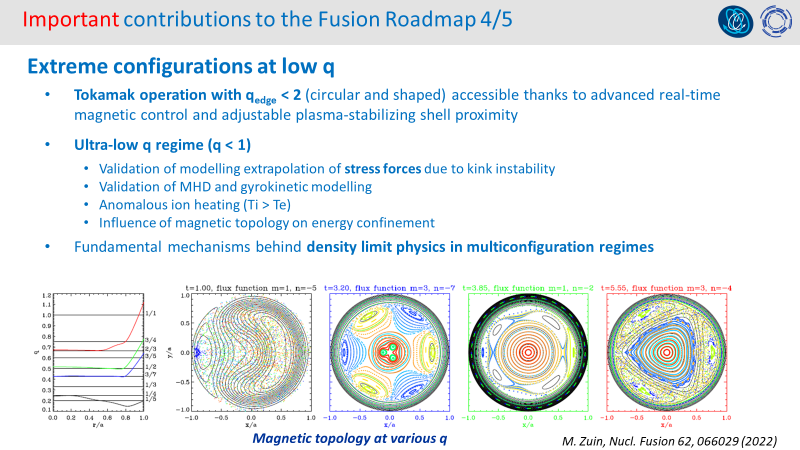 Important contributions to the Fusion Roadmap 4/5
Extreme configurations at low q
• Tokamak operation with qedge < 2 (circular and shaped) accessible thanks to advanced real-time
magnetic control and adjustable plasma-stabilizing shell proximity
• Ultra-low q regime (q < 1)
• Validation of modelling extrapolation of stress forces due to kink instability
• Validation of MHD and gyrokinetic modelling
• Anomalous ion heating (Ti > Te)
• Influence of magnetic topology on energy confinement
• Fundamental mechanisms behind density limit physics in multiconfiguration regimes
t=1.00, flux function m=1, n=-5
t=3.20, flux function m=3, n=-7
t=3.85, flux function m=1, n=-2
t=5.55, flux function m=3, n=-4
1.2
1.1
1.0
0.9
0.8
0.7
0.6
0.5
0.4
0.3
0.2
0.1
q
1/1
3/4
2/3
3/5
1/2
3/7
1/3
1/4
1/5
0.0 0.2 0.4 0.6 0.8 1.0
r/a
1.0
0.5
0.0
-0.5
-1.0
y/a
-1.0 -0.5 0.0 0.5 1.0
x/a
-1.0 -0.5 0.0 0.5 1.0
x/a
-1.0 -0.5 0.0 0.5 1.0
x/a
-1.0 -0.5 0.0 0.5 1.0
x/a
Magnetic topology at various q
M. Zuin, Nucl. Fusion 62, 066029 (2022)